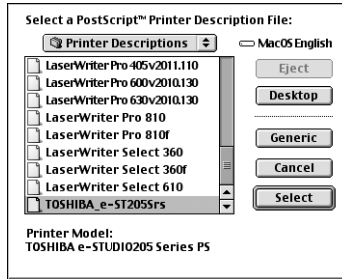 Select a PostScript™ Printer Description File:
Printer Descriptions
MacOS English
LaserWriter Pro 405v2011.110
LaserWriter Pro 600v2010.130
LaserWriter Pro 630v2010.130
LaserWriter Pro 810
LaserWriter Pro 810f
LaserWriter Select 360
LaserWriter Select 360f
LaserWriter Select 610
TOSHIBA_e-ST205Srs
Eject
Desktop
Generic
Cancel
Select
Printer Model:
TOSHIBA e-STUDIO205 Series PS